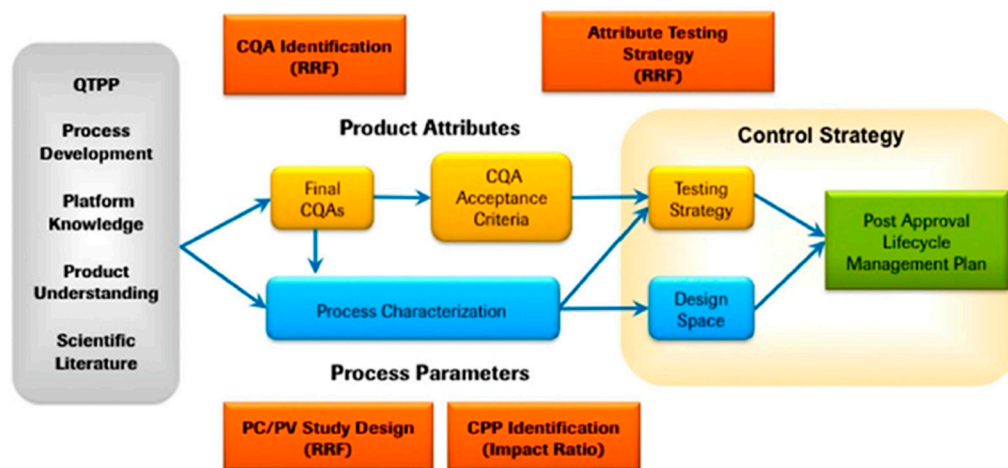 CQA Identification
(RRF)
Attribute Testing
Strategy
(RRF)
QTPP
Process
Development
Platform
Knowledge
Product
Understanding
Scientific
Literature
Product Attributes
Control Strategy
Final
CQAs
CQA
Acceptance
Criteria
Testing
Strategy
Post Approval
Lifecycle
Management Plan
Process Characterization
Design
Space
Process Parameters
PC/PV Study Design
(RRF)
CPP Identification
(Impact Ratio)